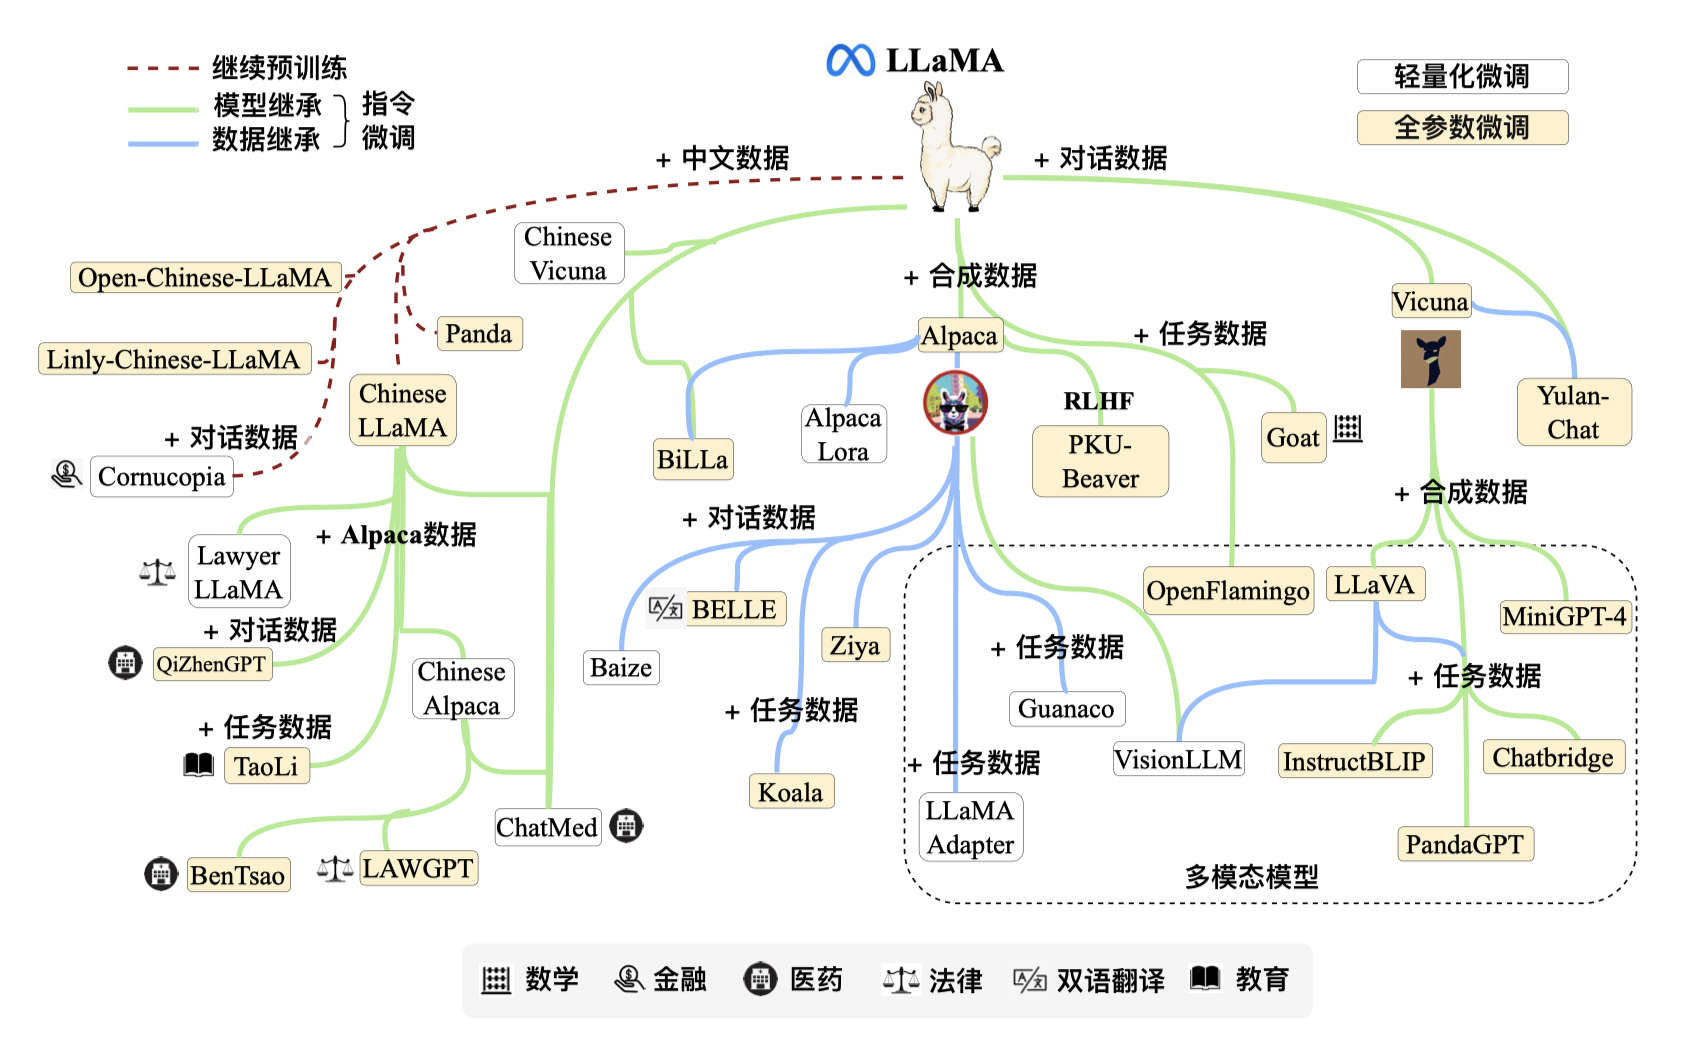 LLaMA
继续预训练
模型继承
数据继承
指令
微调
轻量化微调
全参数微调
+ 中文数据
+ 对话数据
Chinese
Vicuna
Open-Chinese-LLaMA
+ 合成数据
Vicuna
Panda
Alpaca
+ 任务数据
Linly-Chinese-LLaMA
Chinese
LLaMA
Alpaca
Lora
RLHF
PKU-
Beaver
Goat
Yulan-
Chat
+ 对话数据
Cornucopia
BiLLa
+ 合成数据
+ Alpaca数据
+ 对话数据
Lawyer
LLaMA
BELLE
OpenFlamingo
LLaVA
MiniGPT-4
+ 对话数据
QiZhenGPT
Chinese
Alpaca
Baize
Ziya
+ 任务数据
Guanaco
+ 任务数据
+ 任务数据
TaoLi
+ 任务数据
Koala
+ 任务数据
VisionLLM
InstructBLIP
Chatbridge
ChatMed
LLaMA
Adapter
PandaGPT
BenTsao
LAWGPT
多模态模型
数学
金融
医药
法律
A
文
双语翻译
教育